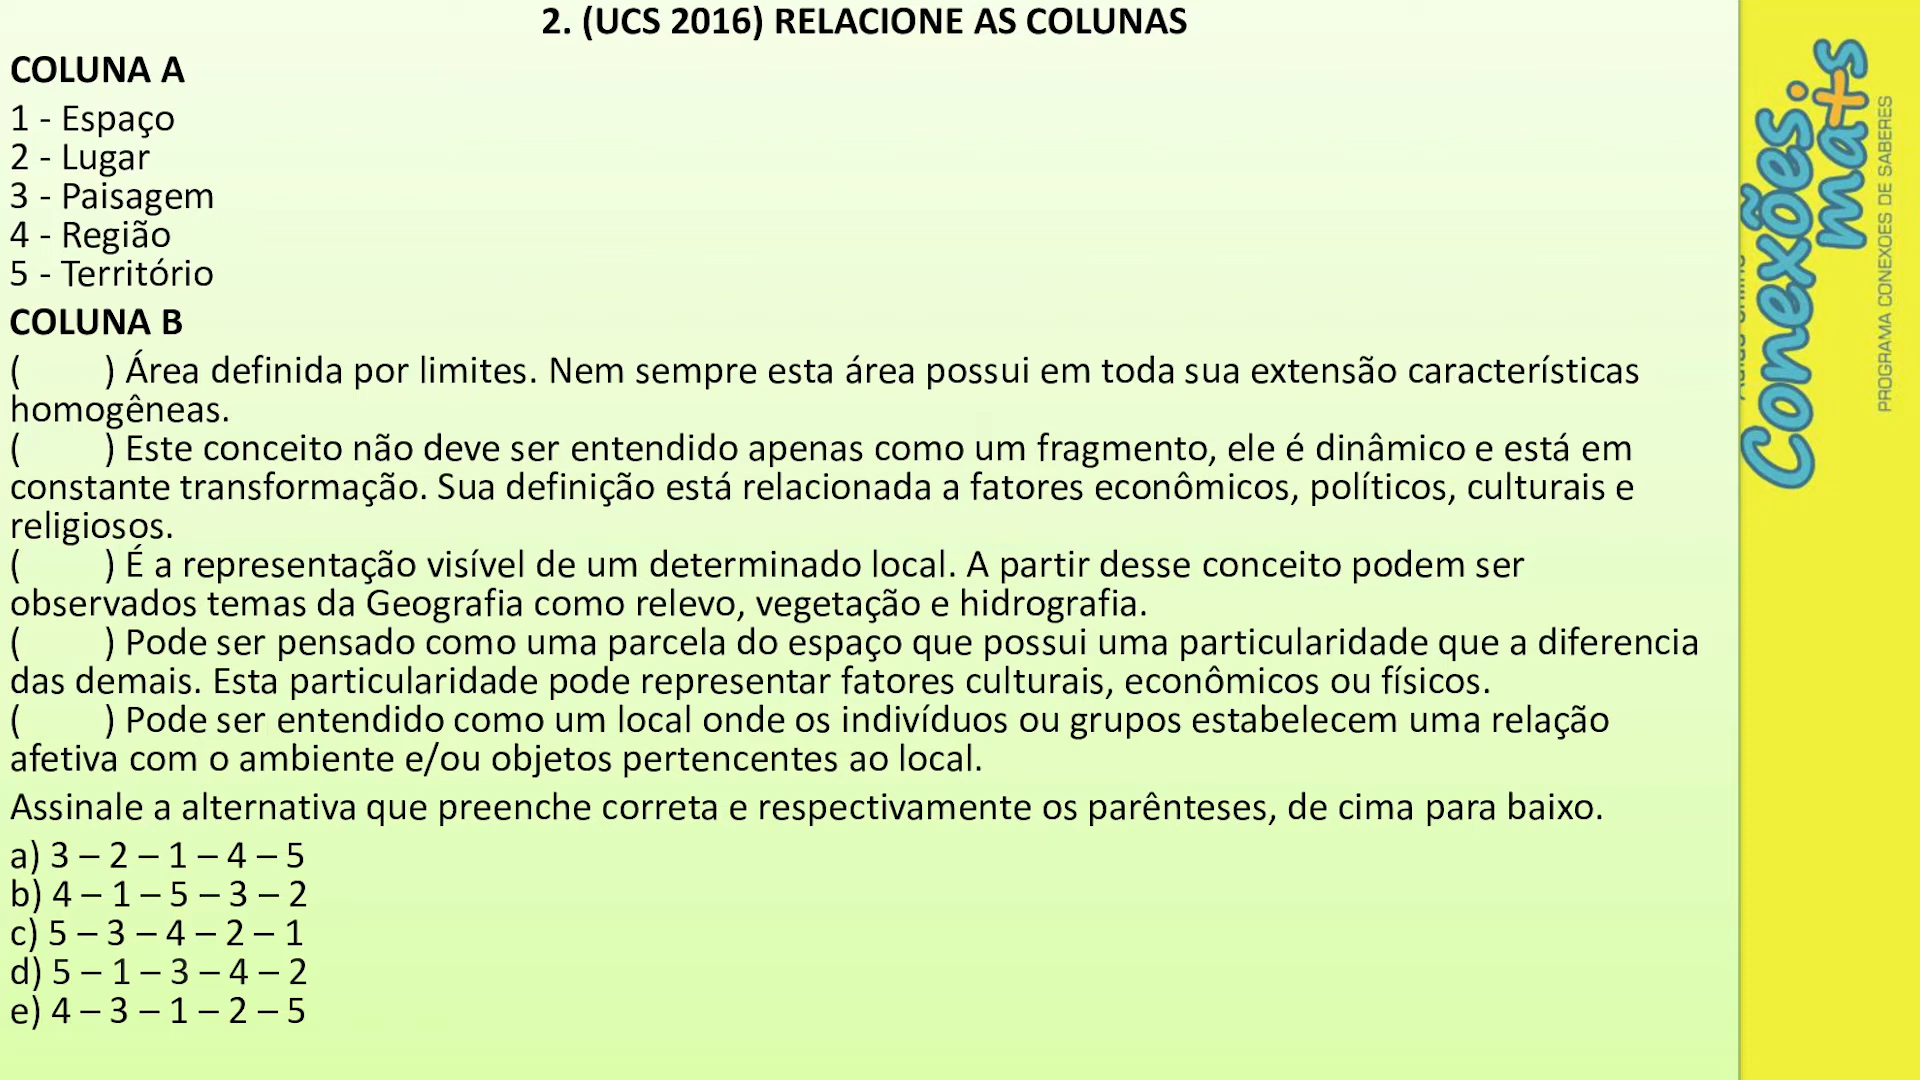 2. (UCS 2016) RELACIONE AS COLUNAS
COLUNA A
1 - Espaço
2 - Lugar
3 - Paisagem
4 - Região
5 - Território
COLUNA B
( ) Área definida por limites. Nem sempre esta área possui em toda sua extensão características
homogêneas.
( ) Este conceito não deve ser entendido apenas como um fragmento, ele é dinâmico e está em
constante transformação. Sua definição está relacionada a fatores econômicos, políticos, culturais e
religiosos.
( ) É a representação visível de um determinado local. A partir desse conceito podem ser
observados temas da Geografia como relevo, vegetação e hidrografia.
( ) Pode ser pensado como uma parcela do espaço que possui uma particularidade que a diferencia
das demais. Esta particularidade pode representar fatores culturais, econômicos ou físicos.
( ) Pode ser entendido como um local onde os indivíduos ou grupos estabelecem uma relação
afetiva com o ambiente e/ou objetos pertencentes ao local.
Assinale a alternativa que preenche correta e respectivamente os parênteses, de cima para baixo.
a) 3 – 2 – 1 – 4 – 5
b) 4 – 1 – 5 – 3 – 2
c) 5 – 3 – 4 – 2 – 1
d) 5 – 1 – 3 – 4 – 2
e) 4 – 3 – 1 – 2 – 5
Conexões.
ma+s
PROGRAMA CONEXOES DE SABERES